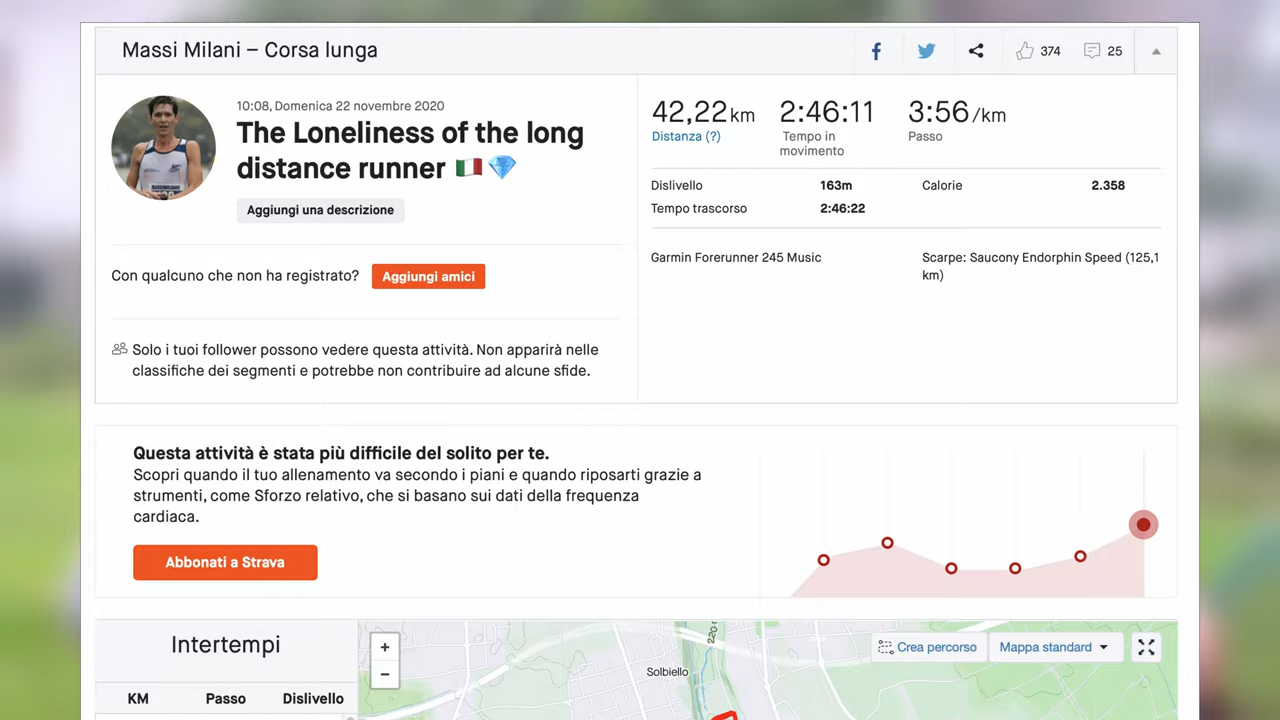 Massi Milani – Corsa lunga
374
25
10:08, Domenica 22 novembre 2020
The Loneliness of the long
distance runner 🇮🇹 💎
Aggiungi una descrizione
Con qualcuno che non ha registrato?
Aggiungi amici
Solo i tuoi follower possono vedere questa attività. Non apparirà nelle
classifiche dei segmenti e potrebbe non contribuire ad alcune sfide.
42,22 km
Distanza (?)
2:46:11
Tempo in
movimento
3:56 /km
Passo
Dislivello 163m
Calorie 2.358
Tempo trascorso 2:46:22
Garmin Forerunner 245 Music
Scarpe: Saucony Endorphin Speed (125,1
km)
Questa attività è stata più difficile del solito per te.
Scopri quando il tuo allenamento va secondo i piani e quando riposarti grazie a
strumenti, come Sforzo relativo, che si basano sui dati della frequenza
cardiaca.
Abbonati a Strava
Intertempi
KM Passo Dislivello
+
−
Solbiello
Crea percorso
Mappa standard